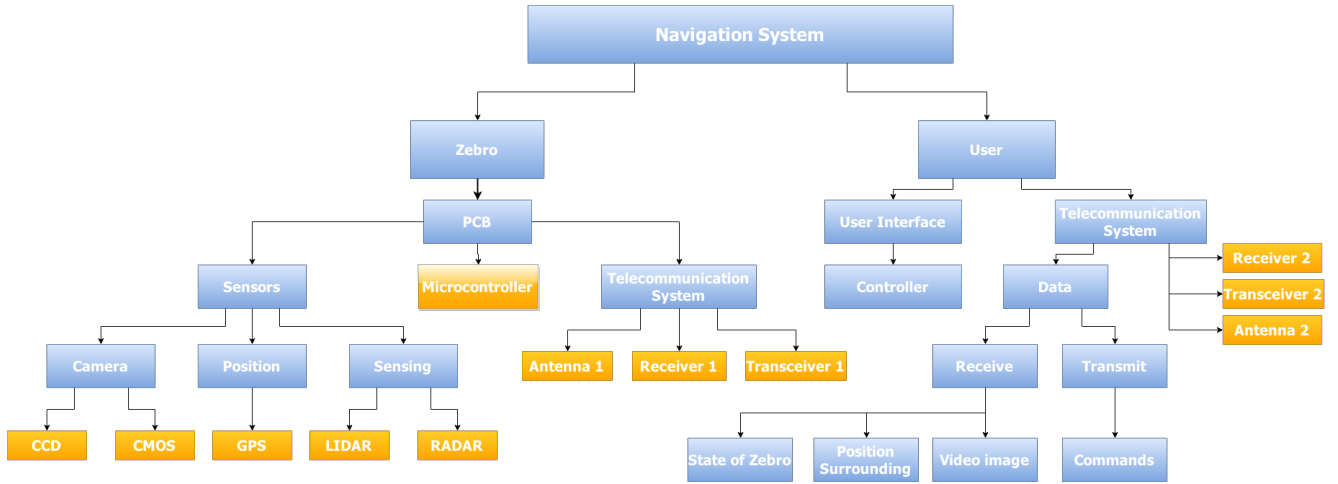 Navigation System
Zebro
User
PCB
User Interface
Telecommunication
System
Receiver 2
Sensors
Microcontroller
Telecommunication
System
Controller
Data
Transceiver 2
Antenna 2
Camera
Position
Sensing
Antenna 1
Receiver 1
Transceiver 1
Receive
Transmit
CCD
CMOS
GPS
LIDAR
RADAR
State of Zebro
Position
Surrounding
Video image
Commands